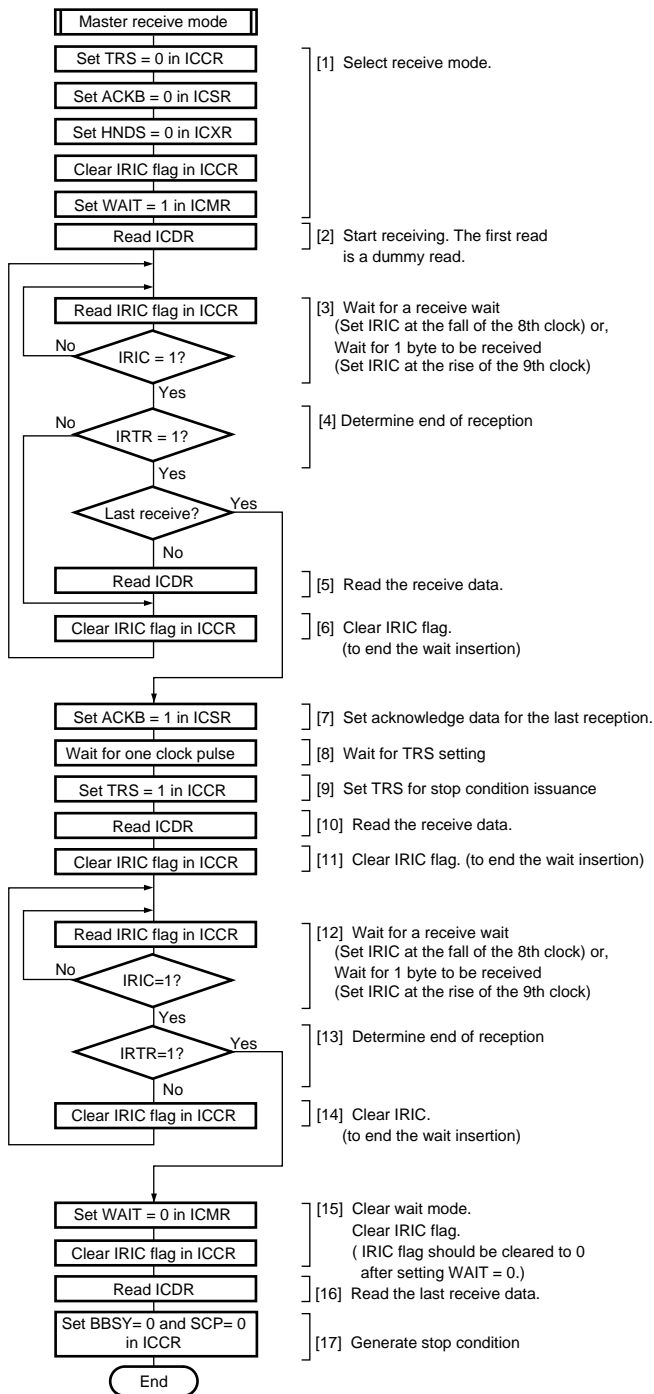 Master receive mode
Set TRS = 0 in ICCR
[1] Select receive mode.
Set ACKB = 0 in ICSR
Set HNDS = 0 in ICXR
Clear IRIC flag in ICCR
Set WAIT = 1 in ICMR
Read ICDR
[2] Start receiving. The first read
is a dummy read.
Read IRIC flag in ICCR
[3] Wait for a receive wait
(Set IRIC at the fall of the 8th clock) or,
Wait for 1 byte to be received
(Set IRIC at the rise of the 9th clock)
No
IRIC = 1?
Yes
No
IRTR = 1?
[4] Determine end of reception
Yes
Last receive?
Yes
No
Read ICDR
[5] Read the receive data.
Clear IRIC flag in ICCR
[6] Clear IRIC flag.
(to end the wait insertion)
Set ACKB = 1 in ICSR
[7] Set acknowledge data for the last reception.
Wait for one clock pulse
[8] Wait for TRS setting
Set TRS = 1 in ICCR
[9] Set TRS for stop condition issuance
Read ICDR
[10] Read the receive data.
Clear IRIC flag in ICCR
[11] Clear IRIC flag. (to end the wait insertion)
Read IRIC flag in ICCR
[12] Wait for a receive wait
(Set IRIC at the fall of the 8th clock) or,
Wait for 1 byte to be received
(Set IRIC at the rise of the 9th clock)
No
IRIC=1?
Yes
IRTR=1?
Yes
[13] Determine end of reception
No
Clear IRIC flag in ICCR
[14] Clear IRIC.
(to end the wait insertion)
Set WAIT = 0 in ICMR
[15] Clear wait mode.
Clear IRIC flag.
( IRIC flag should be cleared to 0
after setting WAIT = 0.)
Clear IRIC flag in ICCR
Read ICDR
[16] Read the last receive data.
Set BBSY= 0 and SCP= 0
in ICCR
[17] Generate stop condition
End